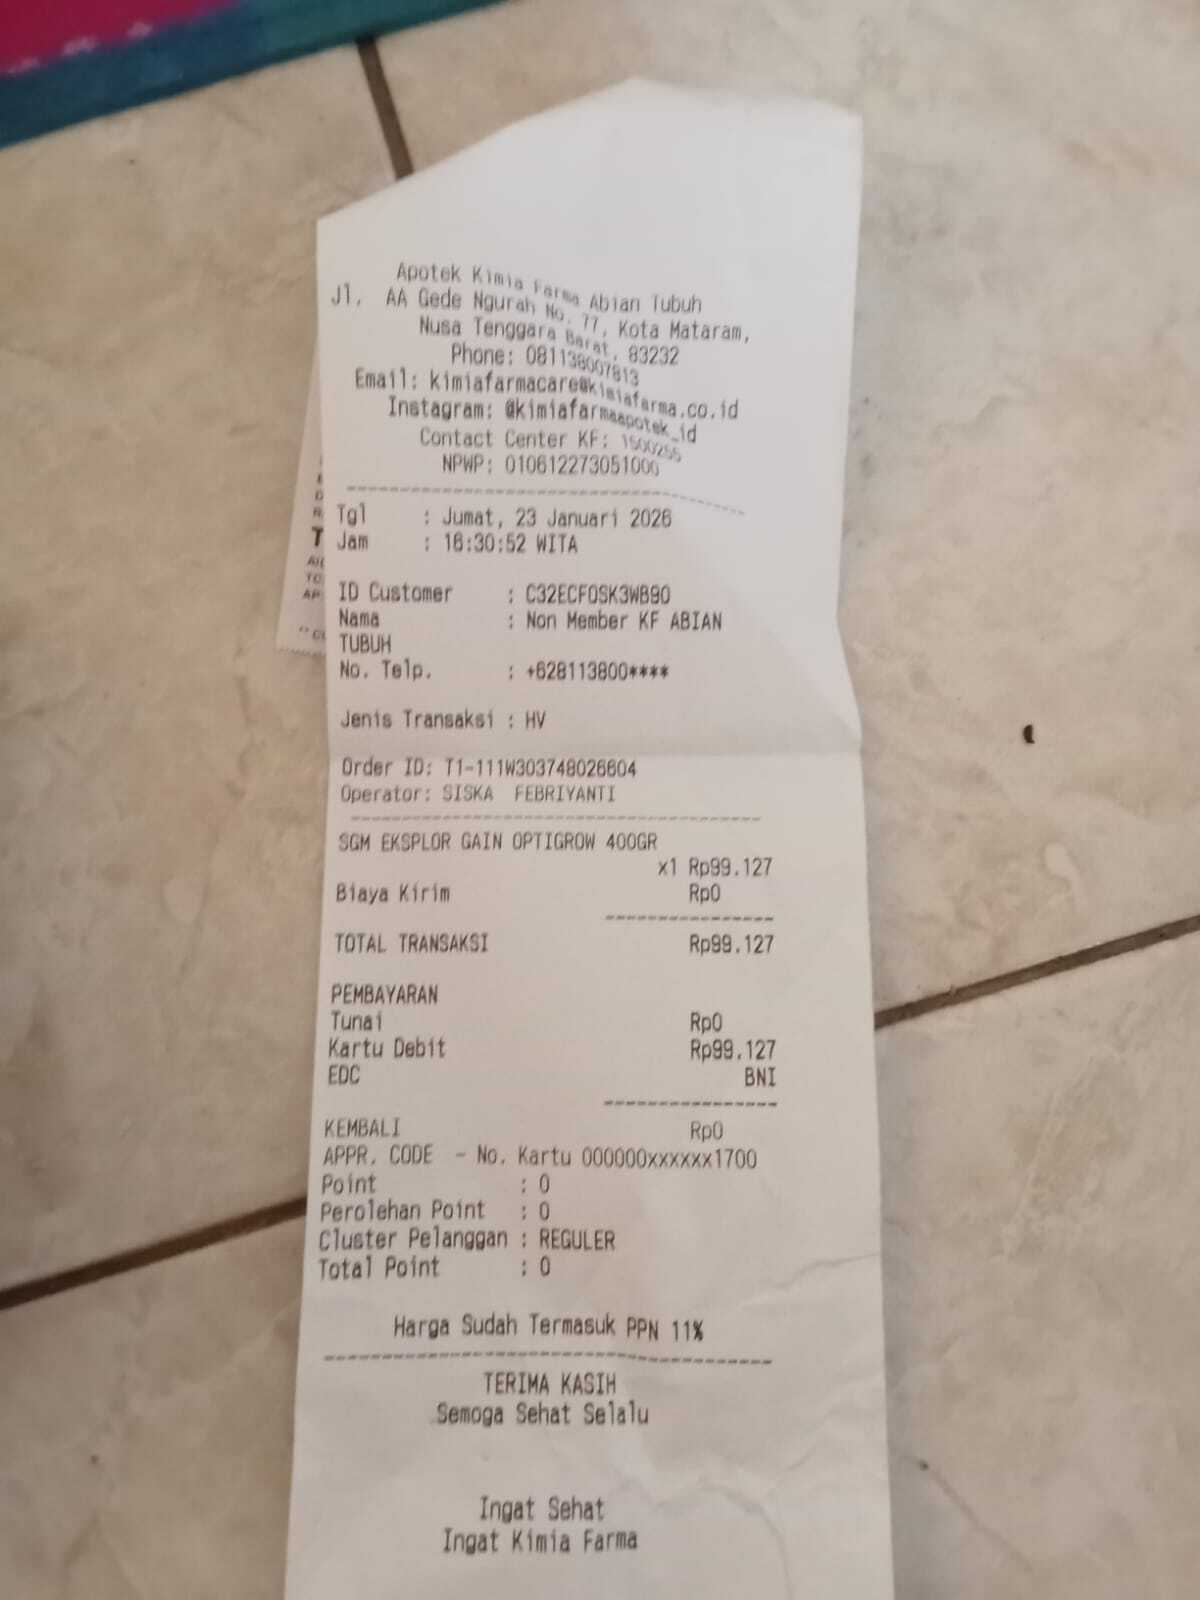 Apotek Kimia Farma Abian Tubuh
Jl. AA Gede Ngurah No. 77, Kota Mataram,
Nusa Tenggara Barat, 83232
Phone: 081138007813
Email: kimiafarmacare@kimiafarma.co.id
Instagram: @kimiafarmaapotek_id
Contact Center KF: 1500255
NPWP: 010612273051000
Tgl : Jumat, 23 Januari 2026
Jam : 16:30:52 WITA
ID Customer : C32ECFOSK3WB90
Nama : Non Member KF ABIAN
TUBUH
No. Telp. : +628113800****
Jenis Transaksi : HV
Order ID: T1-111W303748026604
Operator: SISKA FEBRIYANTI
SGM EKSPLOR GAIN OPTIGROW 400GR
x1 Rp99.127
Biaya Kirim Rp0
TOTAL TRANSAKSI Rp99.127
PEMBAYARAN
Tunai Rp0
Kartu Debit Rp99.127
EDC BNI
KEMBALI Rp0
APPR. CODE - No. Kartu 000000xxxxxx1700
Point : 0
Perolehan Point : 0
Cluster Pelanggan : REGULER
Total Point : 0
Harga Sudah Termasuk PPN 11%
TERIMA KASIH
Semoga Sehat Selalu
Ingat Sehat
Ingat Kimia Farma